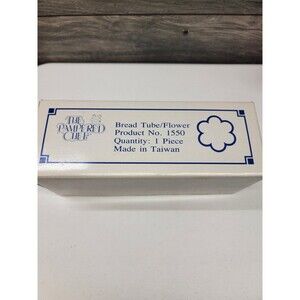 THE
PAMPERED
CHEF
Bread Tube/Flower
Product No. 1550
Quantity: 1 Piece
Made in Taiwan